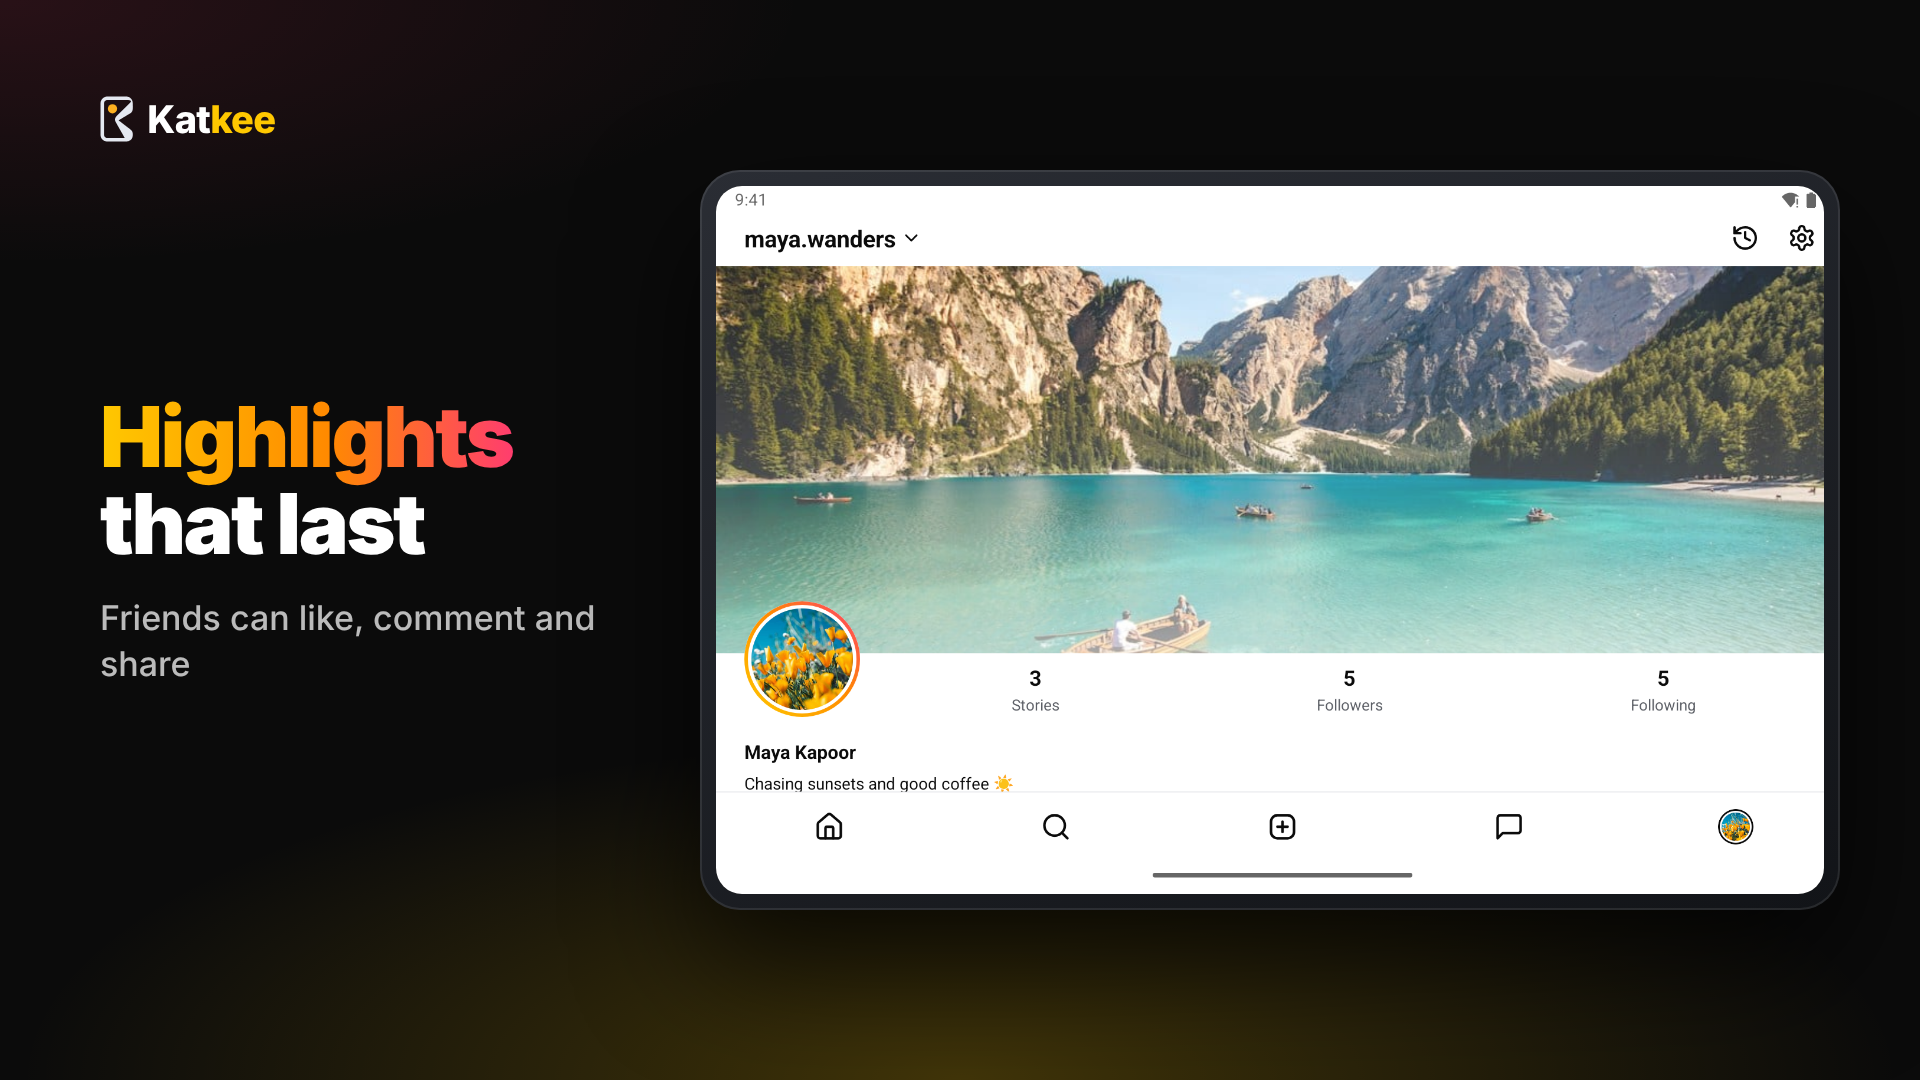 Katkee
Highlights
that last
Friends can like, comment and
share
9:41
maya.wanders
3
Stories
5
Followers
5
Following
Maya Kapoor
Chasing sunsets and good coffee ☀️